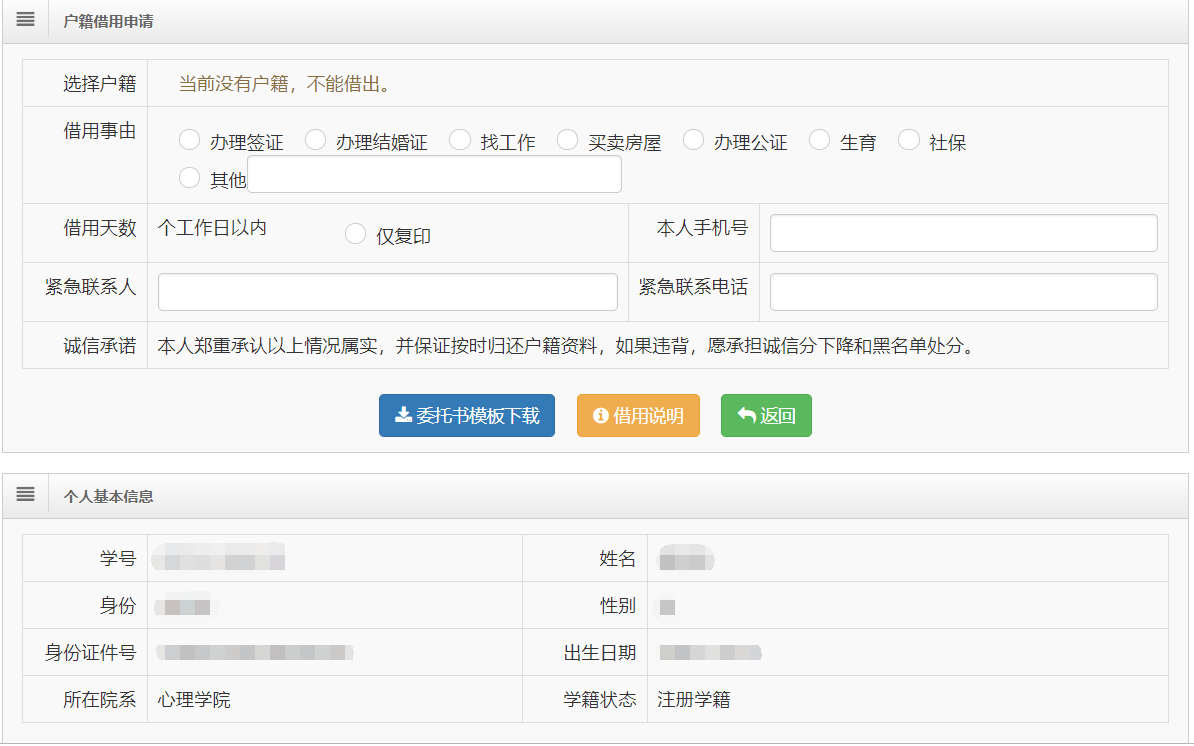 户籍借用申请
选择户籍 当前没有户籍，不能借出。
借用事由 办理签证 办理结婚证 找工作 买卖房屋 办理公证 生育 社保
其他
借用天数 个工作日以内 仅复印 本人手机号
紧急联系人 紧急联系电话
诚信承诺 本人郑重承认以上情况属实，并保证按时归还户籍资料，如果违背，愿承担诚信分下降和黑名单处分。
委托书模板下载 借用说明 返回
个人基本信息
学号 姓名
身份 性别
身份证件号 出生日期
所在院系 心理学院 学籍状态 注册学籍